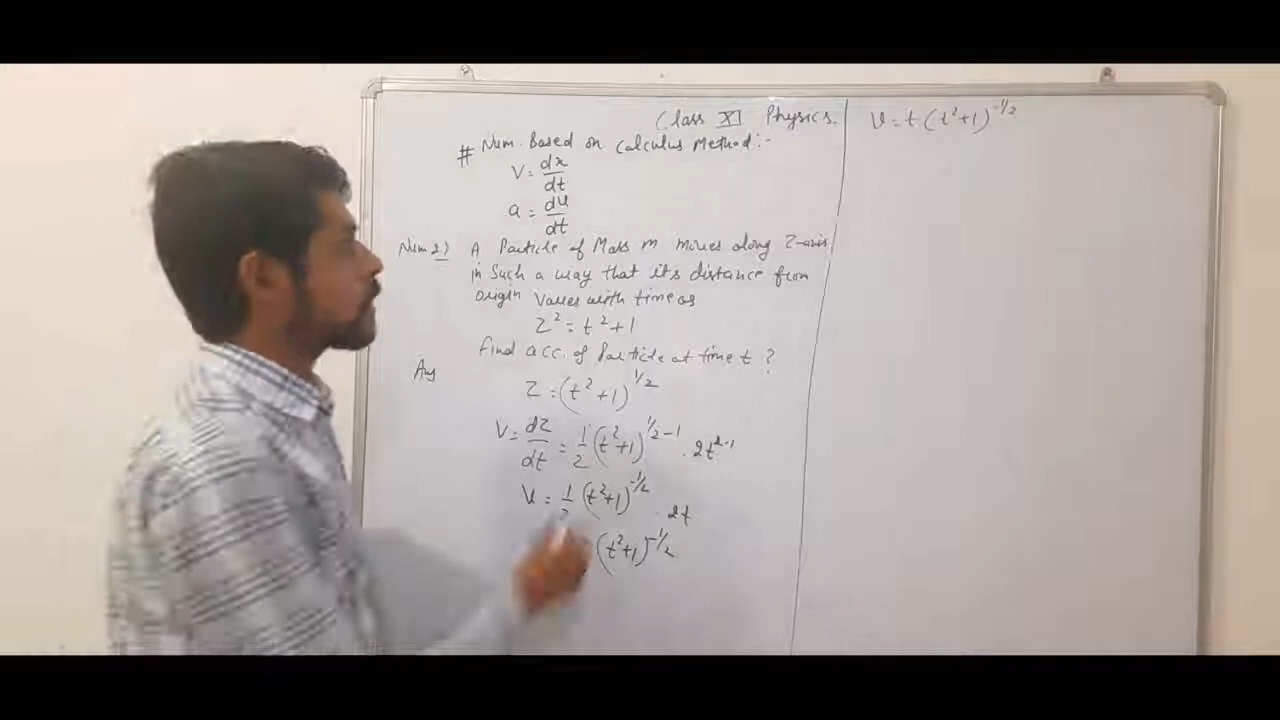 Class XI Physics.
# Num. Based on Calculus Method:-
V = dx/dt
a = du/dt
Num 2) A Particle of Mass m moves along Z-axis
in Such a way that it's distance from
origin Varies with time as
Z² = t² + 1
Find acc. of Particle at time t ?
Ans
Z = (t² + 1)^1/2
V = dZ/dt = 1/2 (t²+1)^1/2-1 . 2t^2-1
V = 1/2 (t²+1)^-1/2 . 2t
(t²+1)^-1/2
V = t (t²+1)^-1/2